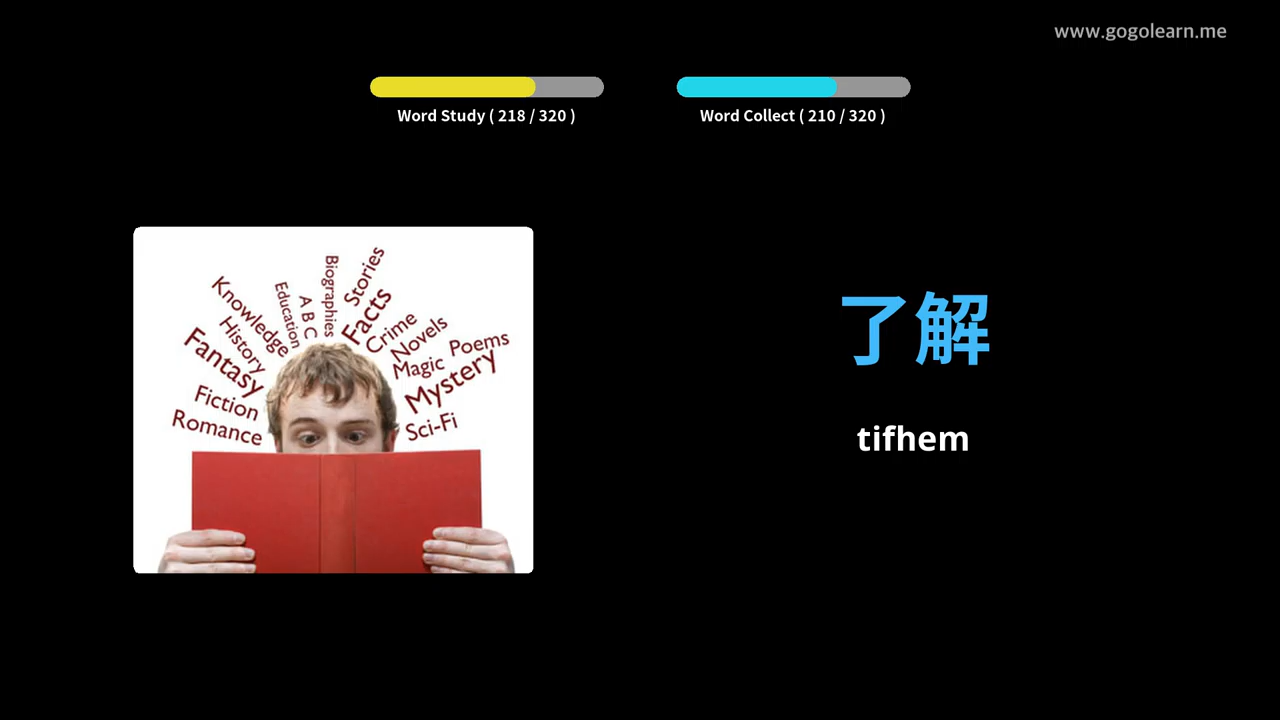 www.gogolearn.me
Word Study ( 218 / 320 )
Word Collect ( 210 / 320 )
Stories
Biographies
Facts
A B C
Education
Knowledge
Crime
History
Novels
Poems
Fantasy
Magic
Mystery
Fiction
Romance
Sci-Fi
了解
tifhem